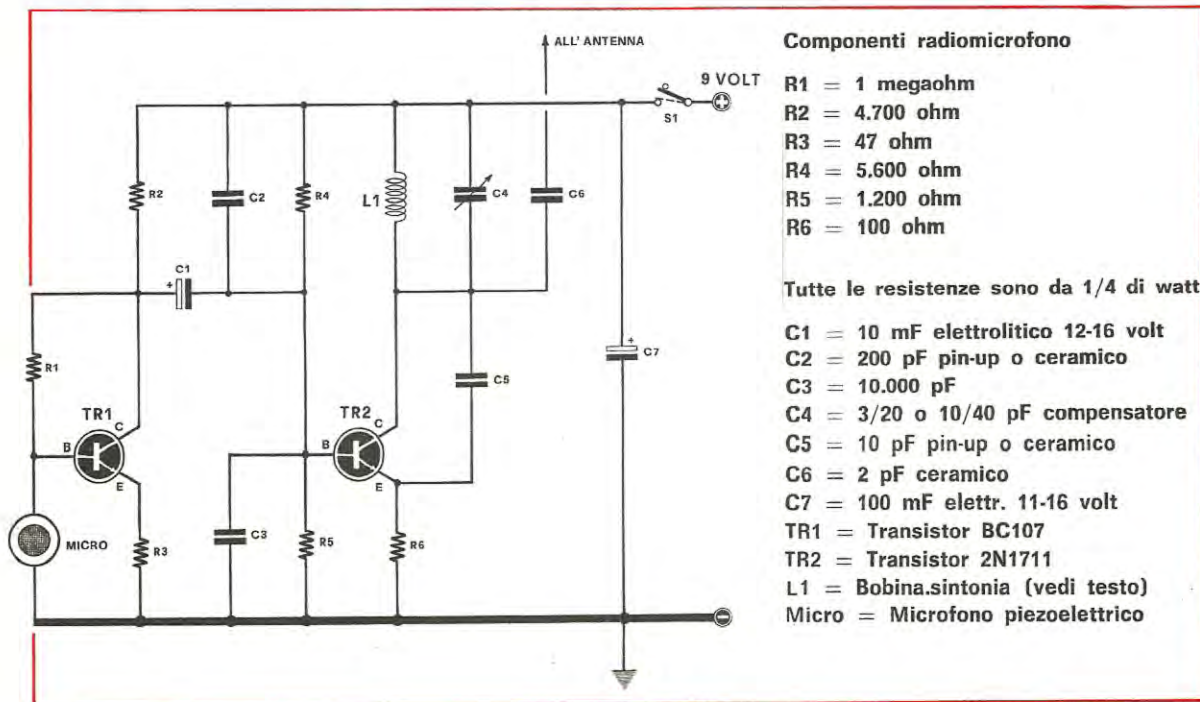 ALL' ANTENNA
9 VOLT
S1
R2
C2
R4
L1
C4
C6
C1
+
R1
TR1
C
B
E
MICRO
R3
C3
TR2
C
B
E
R5
R6
C5
+
C7
Componenti radiomicrofono
R1 = 1 megaohm
R2 = 4.700 ohm
R3 = 47 ohm
R4 = 5.600 ohm
R5 = 1.200 ohm
R6 = 100 ohm
Tutte le resistenze sono da 1/4 di watt
C1 = 10 mF elettrolitico 12-16 volt
C2 = 200 pF pin-up o ceramico
C3 = 10.000 pF
C4 = 3/20 o 10/40 pF compensatore
C5 = 10 pF pin-up o ceramico
C6 = 2 pF ceramico
C7 = 100 mF elettr. 11-16 volt
TR1 = Transistor BC107
TR2 = Transistor 2N1711
L1 = Bobina.sintonia (vedi testo)
Micro = Microfono piezoelettrico